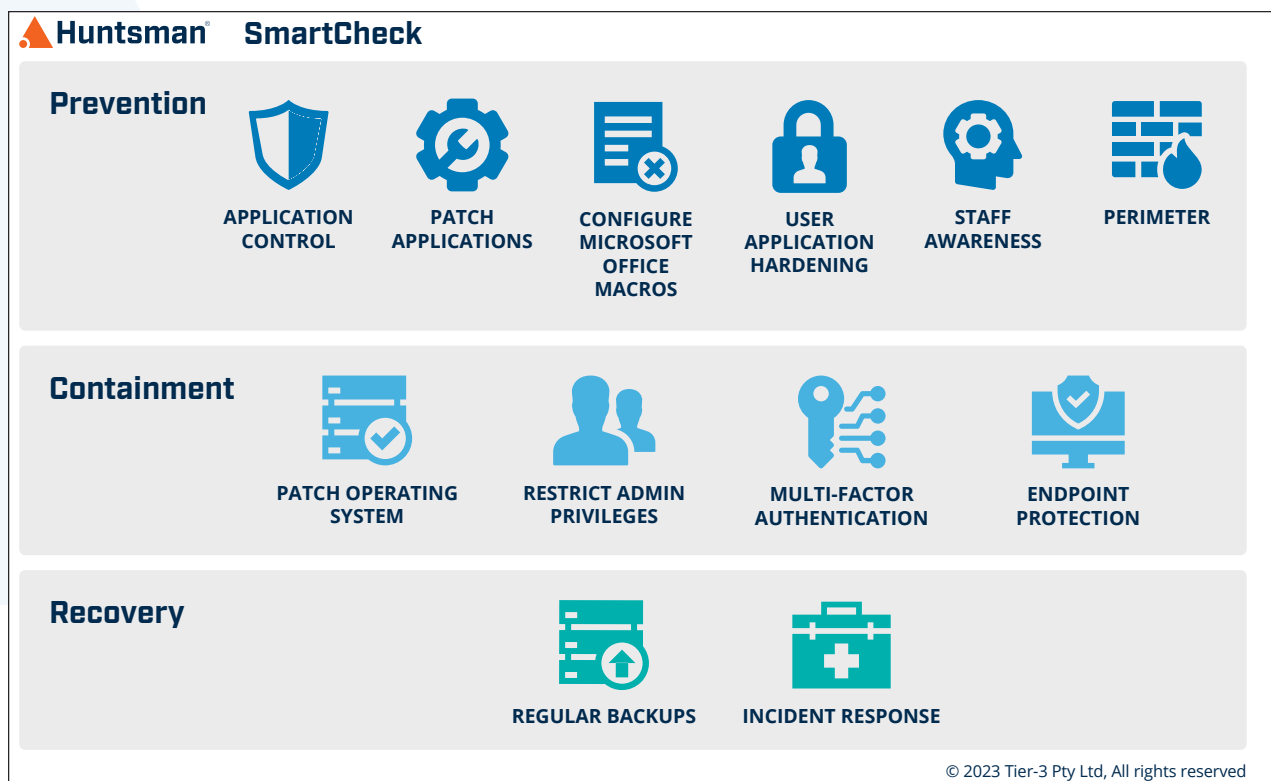 Huntsman® SmartCheck
Prevention
APPLICATION
CONTROL
PATCH
APPLICATIONS
CONFIGURE
MICROSOFT
OFFICE
MACROS
USER
APPLICATION
HARDENING
STAFF
AWARENESS
PERIMETER
Containment
PATCH OPERATING
SYSTEM
RESTRICT ADMIN
PRIVILEGES
MULTI-FACTOR
AUTHENTICATION
ENDPOINT
PROTECTION
Recovery
REGULAR BACKUPS
INCIDENT RESPONSE
© 2023 Tier-3 Pty Ltd, All rights reserved